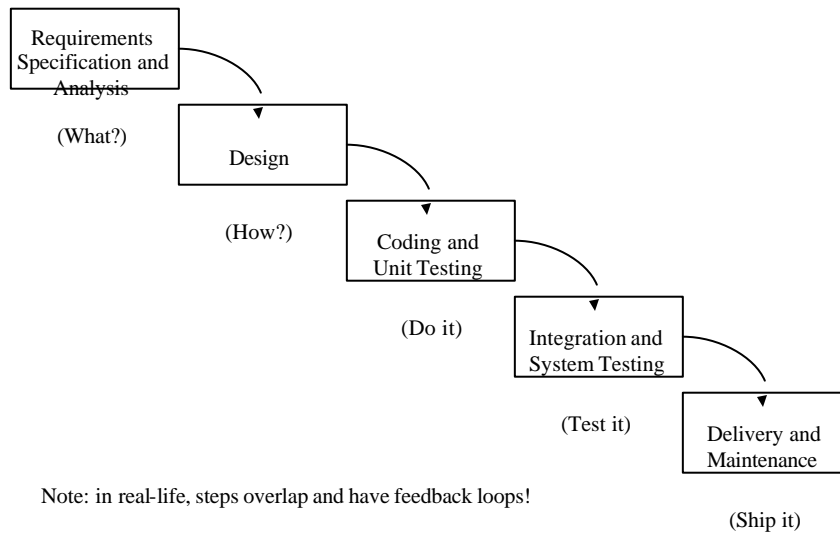 Requirements
Specification and
Analysis
(What?)
Design
(How?)
Coding and
Unit Testing
(Do it)
Integration and
System Testing
(Test it)
Delivery and
Maintenance
Note: in real-life, steps overlap and have feedback loops!
(Ship it)